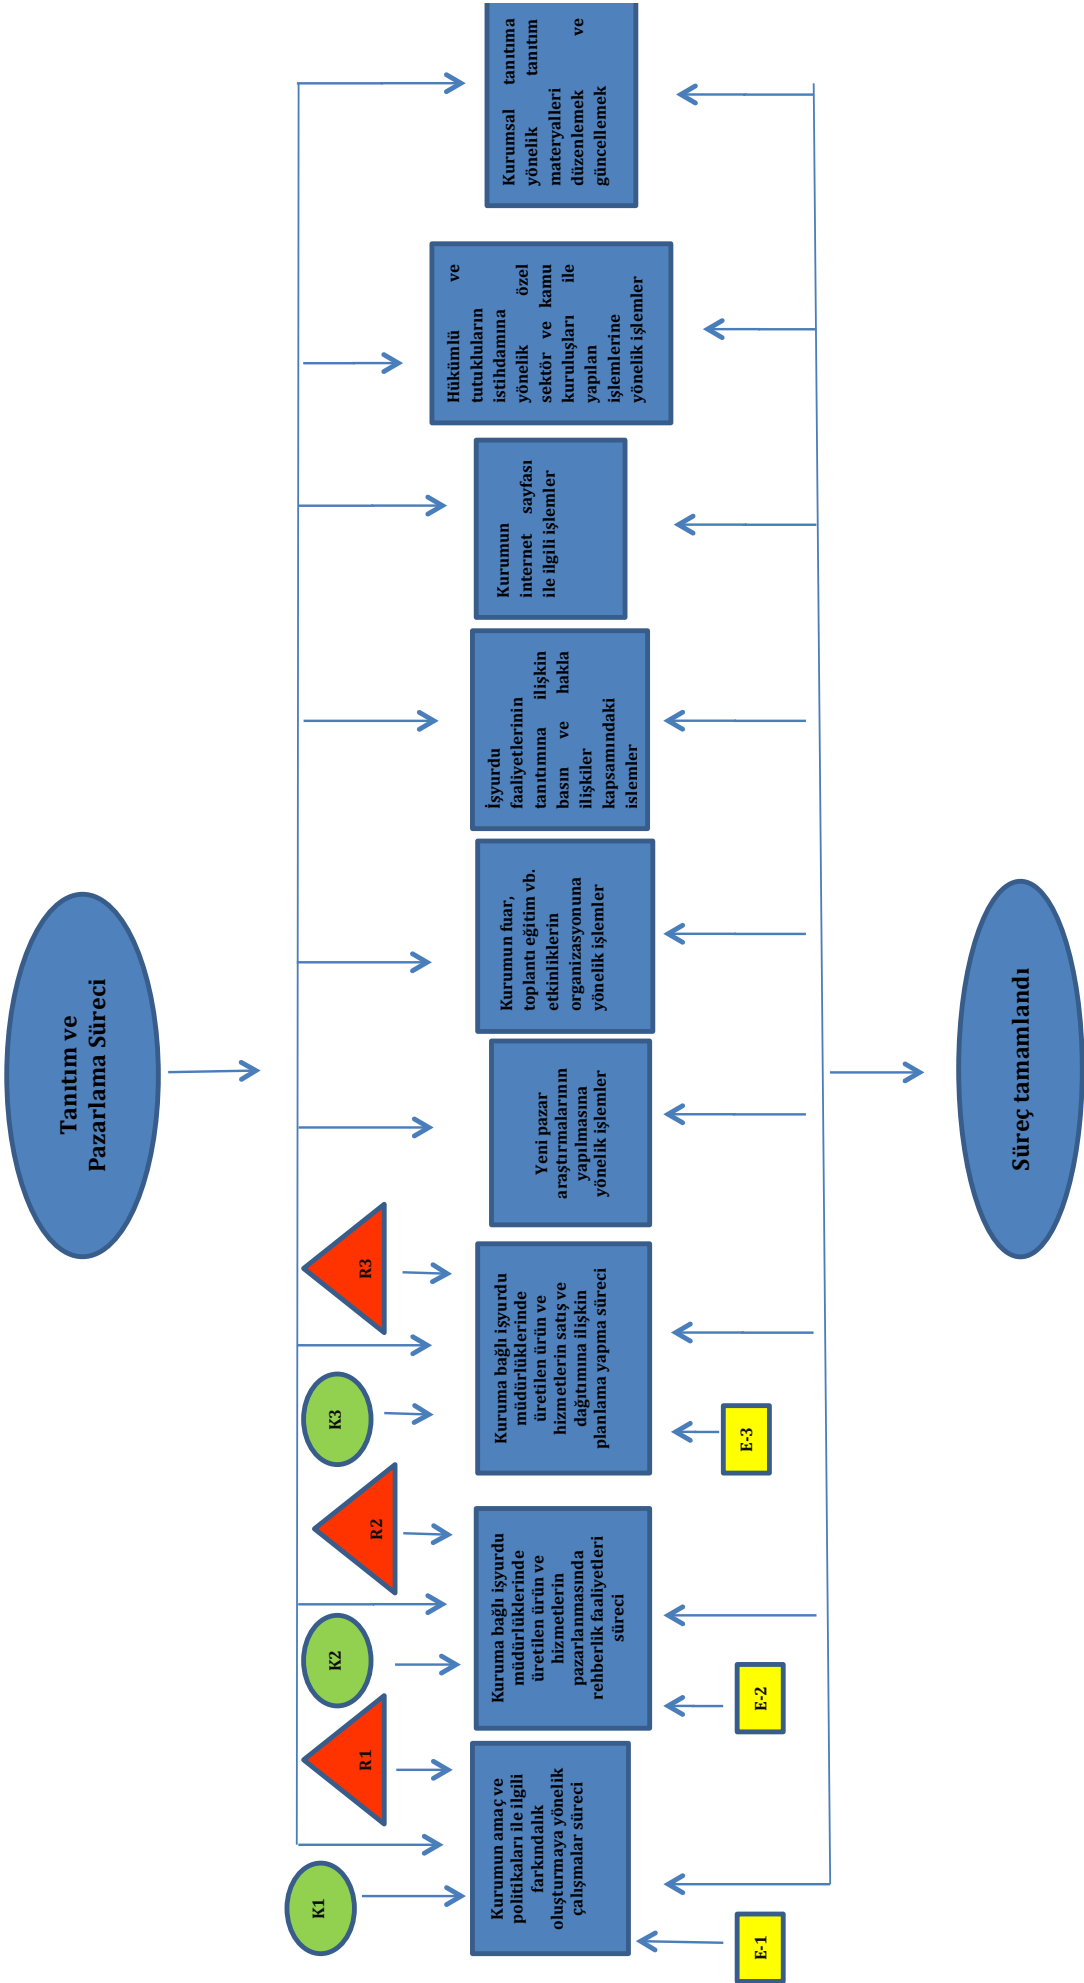 Tanıtım ve
Pazarlama Süreci
K1
R1
K2
R2
K3
R3
Kurumun amaç ve
politikaları ile ilgili
farkındalık
oluşturmaya yönelik
çalışmalar süreci
Kuruma bağlı işyurdu
müdürlüklerinde
üretilen ürün ve
hizmetlerin
pazarlanmasında
rehberlik faaliyetleri
süreci
Kuruma bağlı işyurdu
müdürlüklerinde
üretilen ürün ve
hizmetlerin satış ve
dağıtımına ilişkin
planlama yapma süreci
Yeni pazar
araştırmalarının
yapılmasına
yönelik işlemler
Kurumun fuar,
toplantı eğitim vb.
etkinliklerin
organizasyonuna
yönelik işlemler
İşyurdu
faaliyetlerinin
tanıtımına ilişkin
basın ve hakla
ilişkiler
kapsamındaki
islemler
Kurumun
internet sayfası
ile ilgili işlemler
Hükümlü ve
tutukluların
istihdamına
yönelik özel
sektör ve kamu
kuruluşları ile
yapılan
işlemlerine
yönelik işlemler
Kurumsal tanıtıma
yönelik tanıtım
materyalleri
düzenlemek ve
güncellemek
E-1
E-2
E-3
Süreç tamamlandı